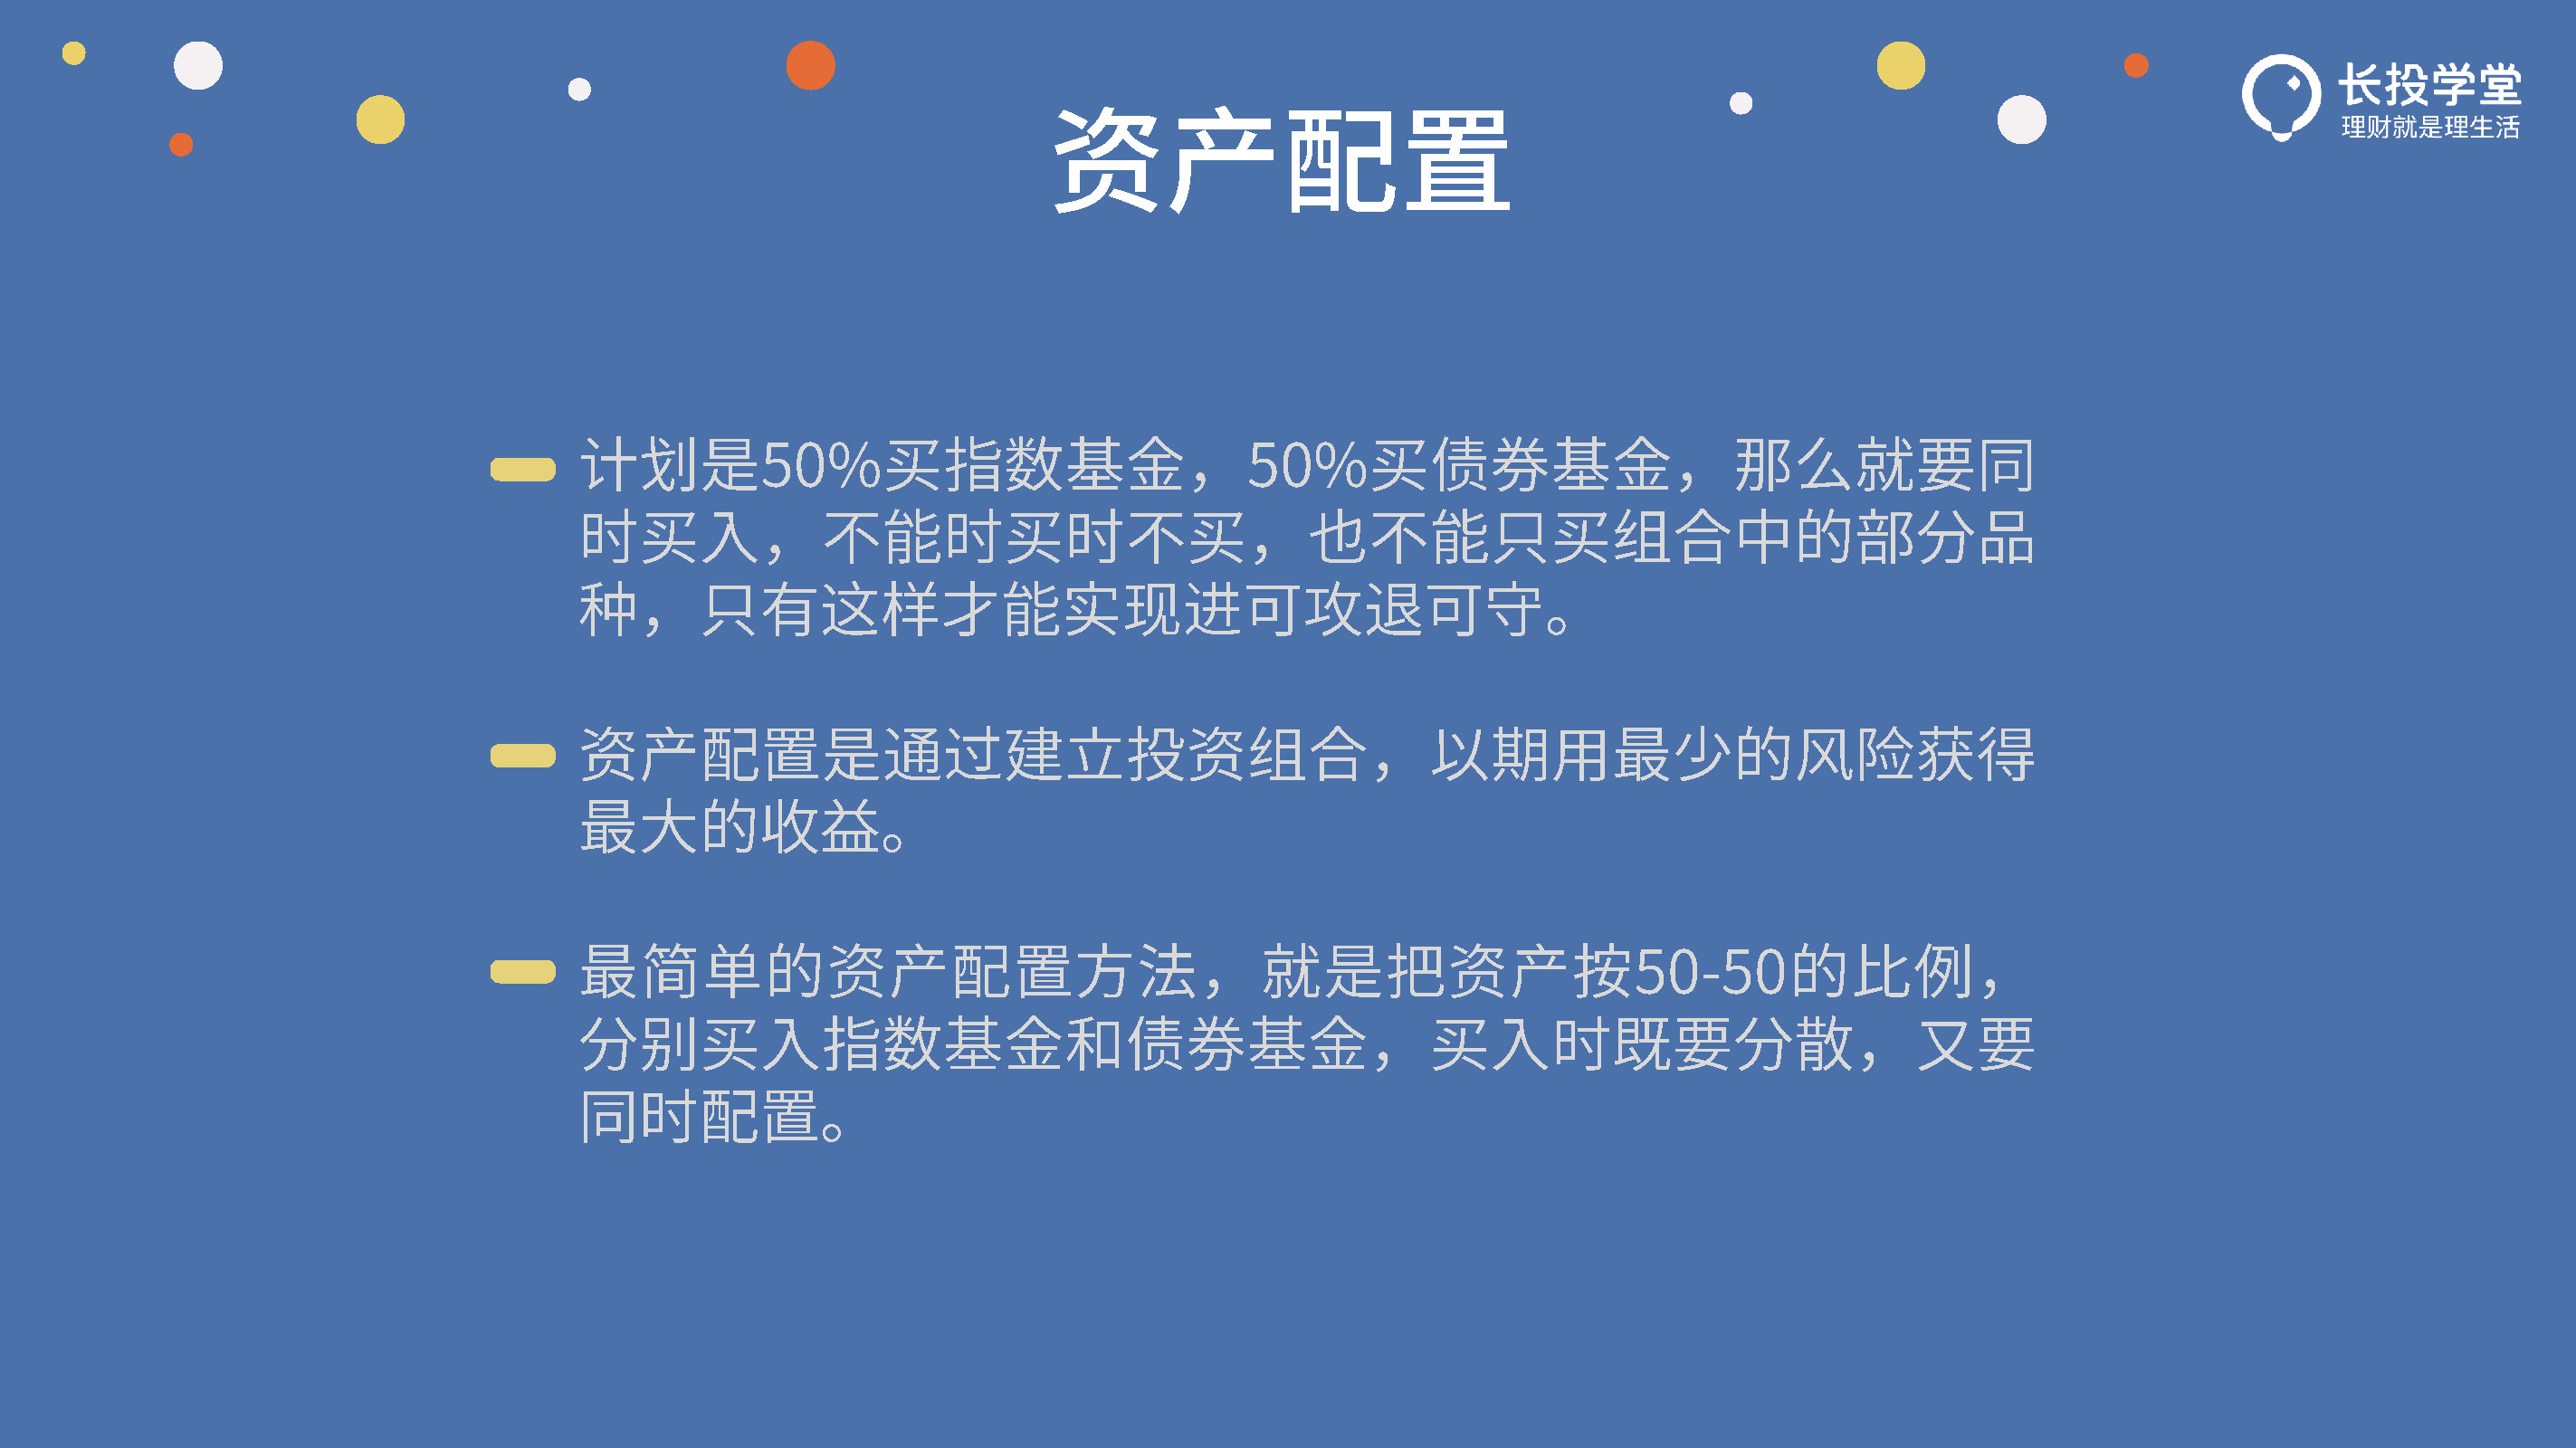 长投学堂
理财就是理生活
资产配置
计划是50%买指数基金，50%买债券基金，那么就要同
时买入，不能时买时不买，也不能只买组合中的部分品
种，只有这样才能实现进可攻退可守。
资产配置是通过建立投资组合，以期用最少的风险获得
最大的收益。
最简单的资产配置方法，就是把资产按50-50的比例，
分别买入指数基金和债券基金，买入时既要分散，又要
同时配置。